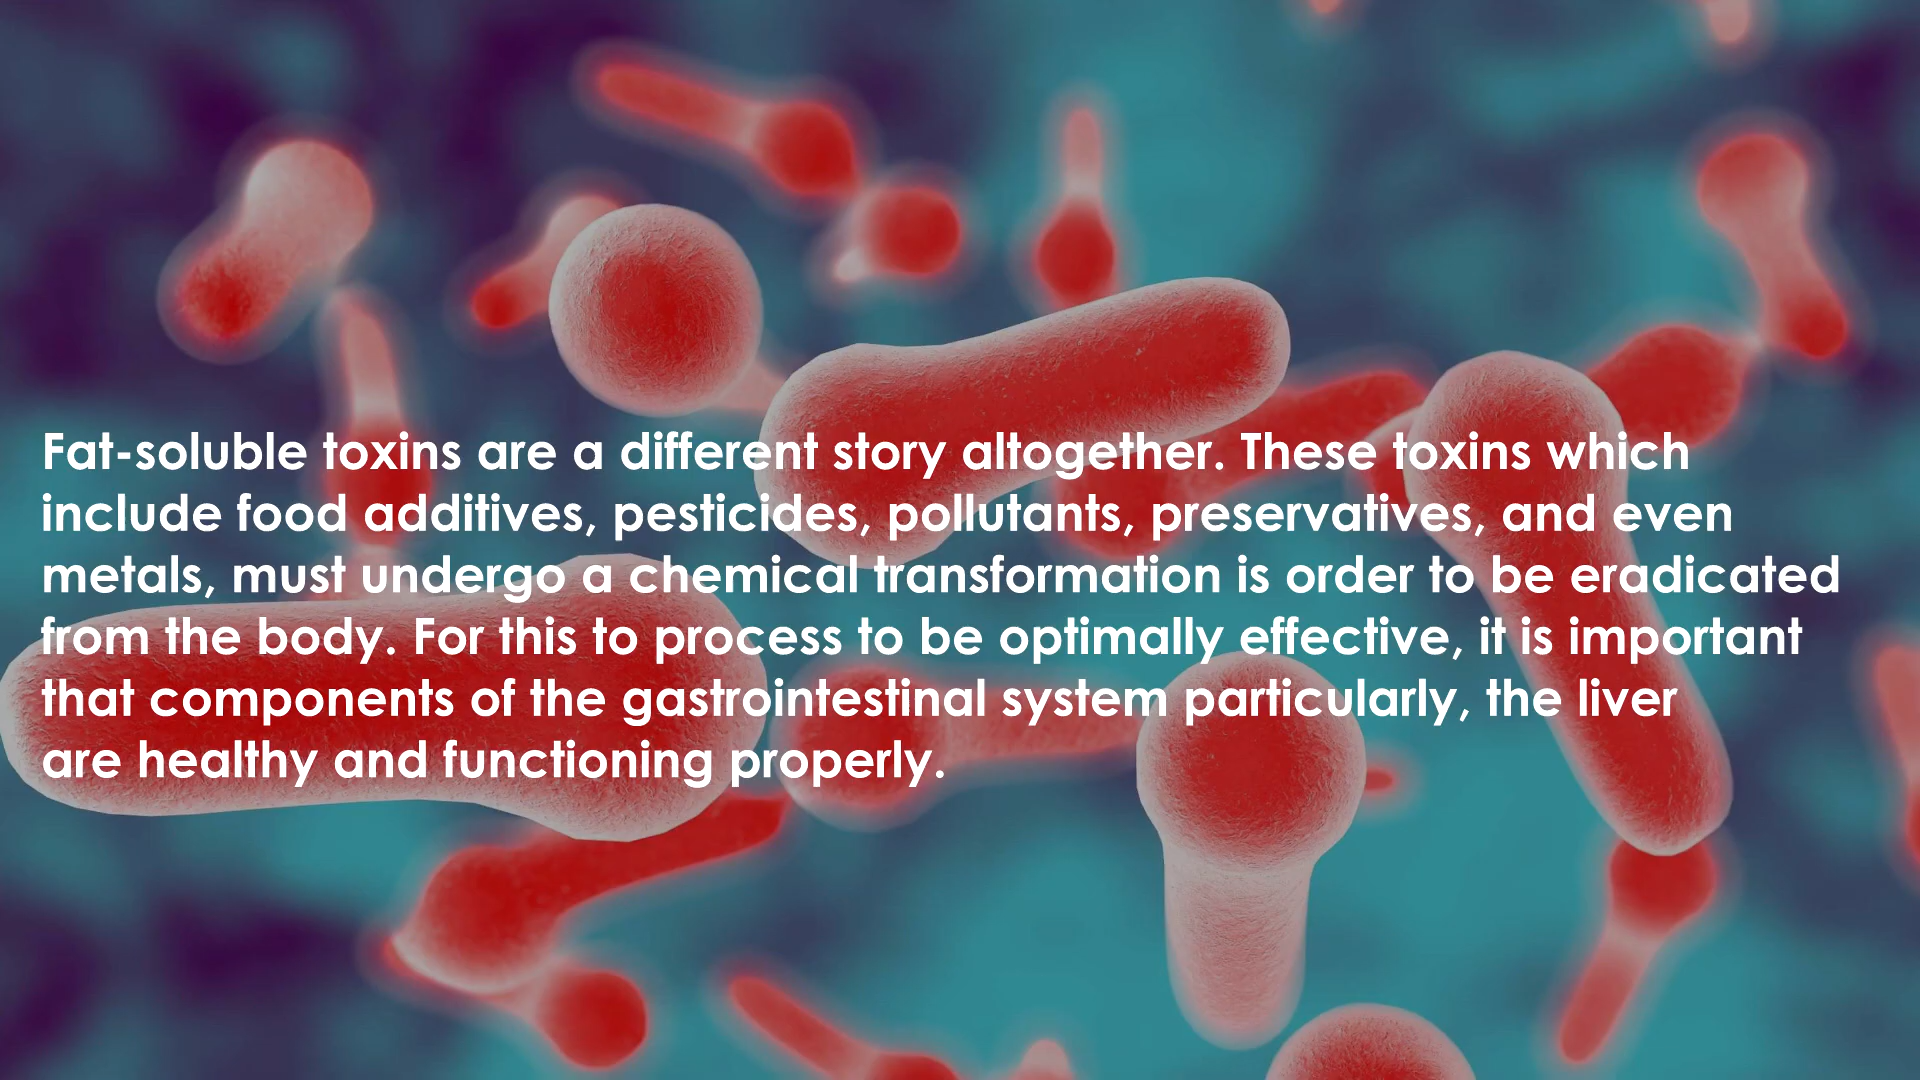 Fat-soluble toxins are a different story altogether. These toxins which
include food additives, pesticides, pollutants, preservatives, and even
metals, must undergo a chemical transformation is order to be eradicated
from the body. For this to process to be optimally effective, it is important
that components of the gastrointestinal system particularly, the liver
are healthy and functioning properly.